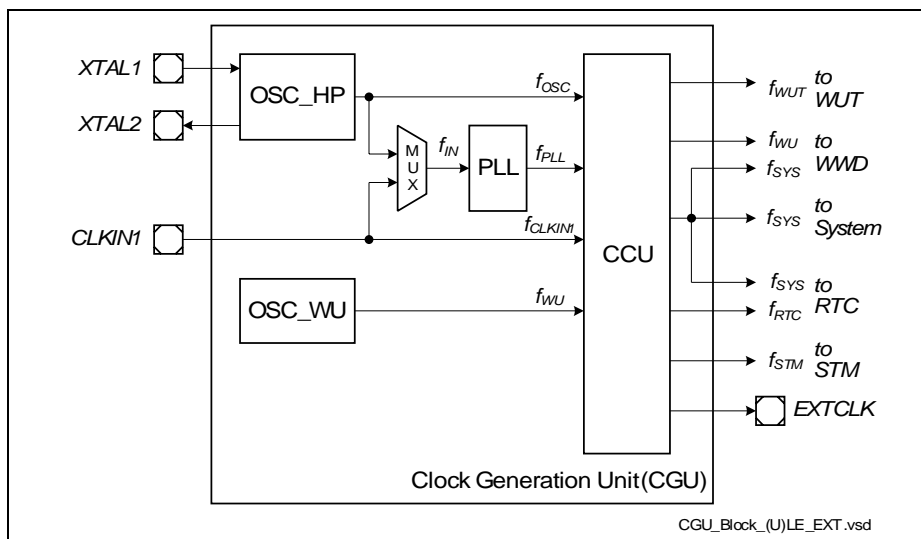 XTAL1
XTAL2
CLKIN1
OSC_HP
OSC_WU
M
U
X
PLL
CCU
fOSC
fIN
fPLL
fCLKIN1
fWU
fWUT to
WUT
fWU to
fSYS WWD
fSYS to
System
fSYS to
fRTC RTC
fSTM to
STM
EXTCLK
Clock Generation Unit(CGU)
CGU_Block_(U)LE_EXT.vsd